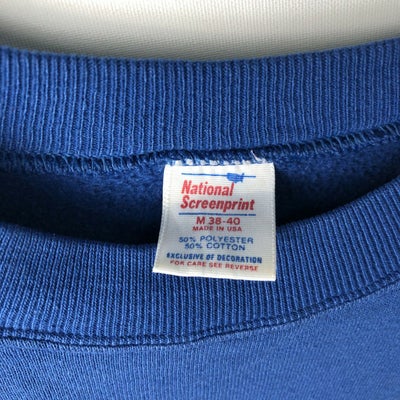 National
Screenprint
M 38-40
MADE IN USA
50% POLYESTER
50% COTTON
EXCLUSIVE OF DECORATION
FOR CARE SEE REVERSE